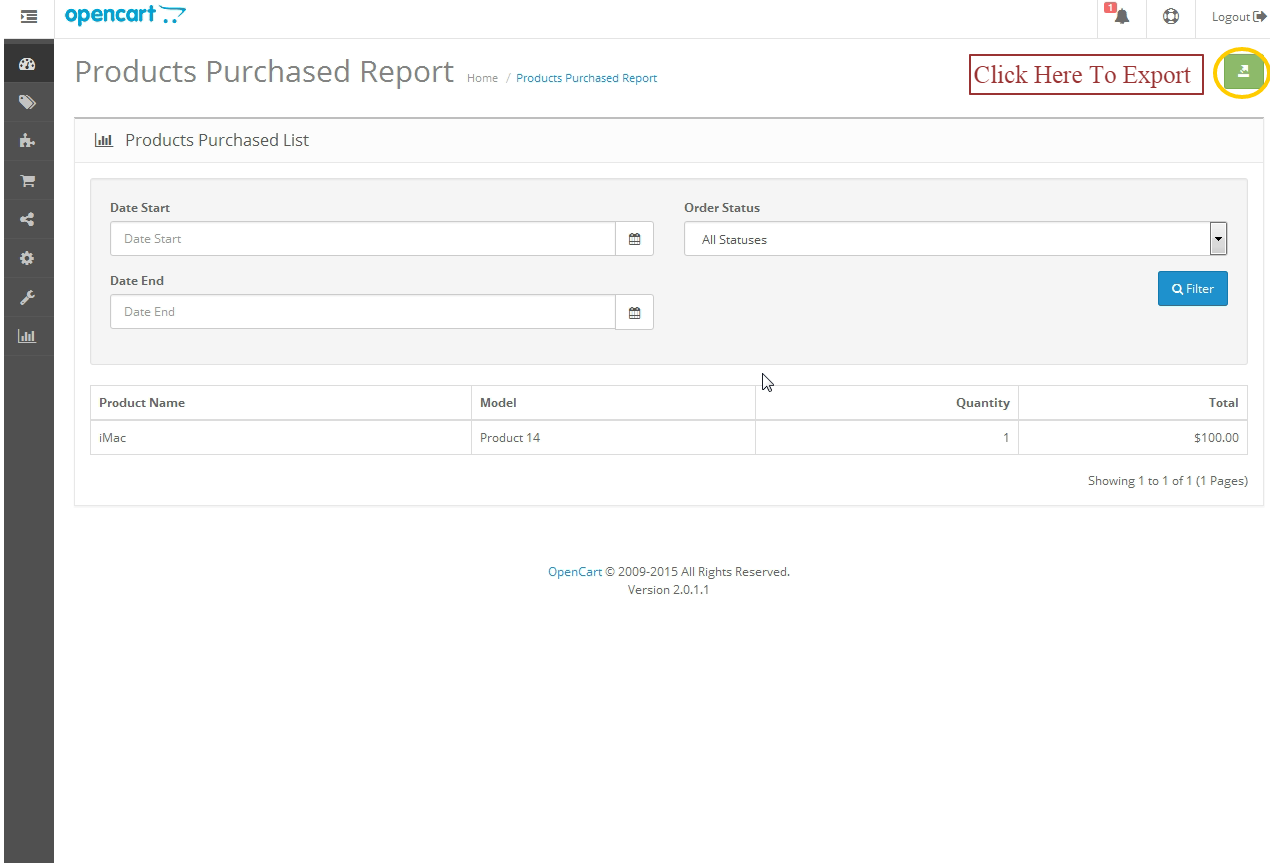 opencart
1
Logout
Products Purchased Report
Home / Products Purchased Report
Click Here To Export
Products Purchased List
Date Start
Order Status
Date Start
All Statuses
Date End
Filter
Date End
Product Name Model Quantity Total
iMac Product 14 1 $100.00
Showing 1 to 1 of 1 (1 Pages)
OpenCart © 2009-2015 All Rights Reserved.
Version 2.0.1.1